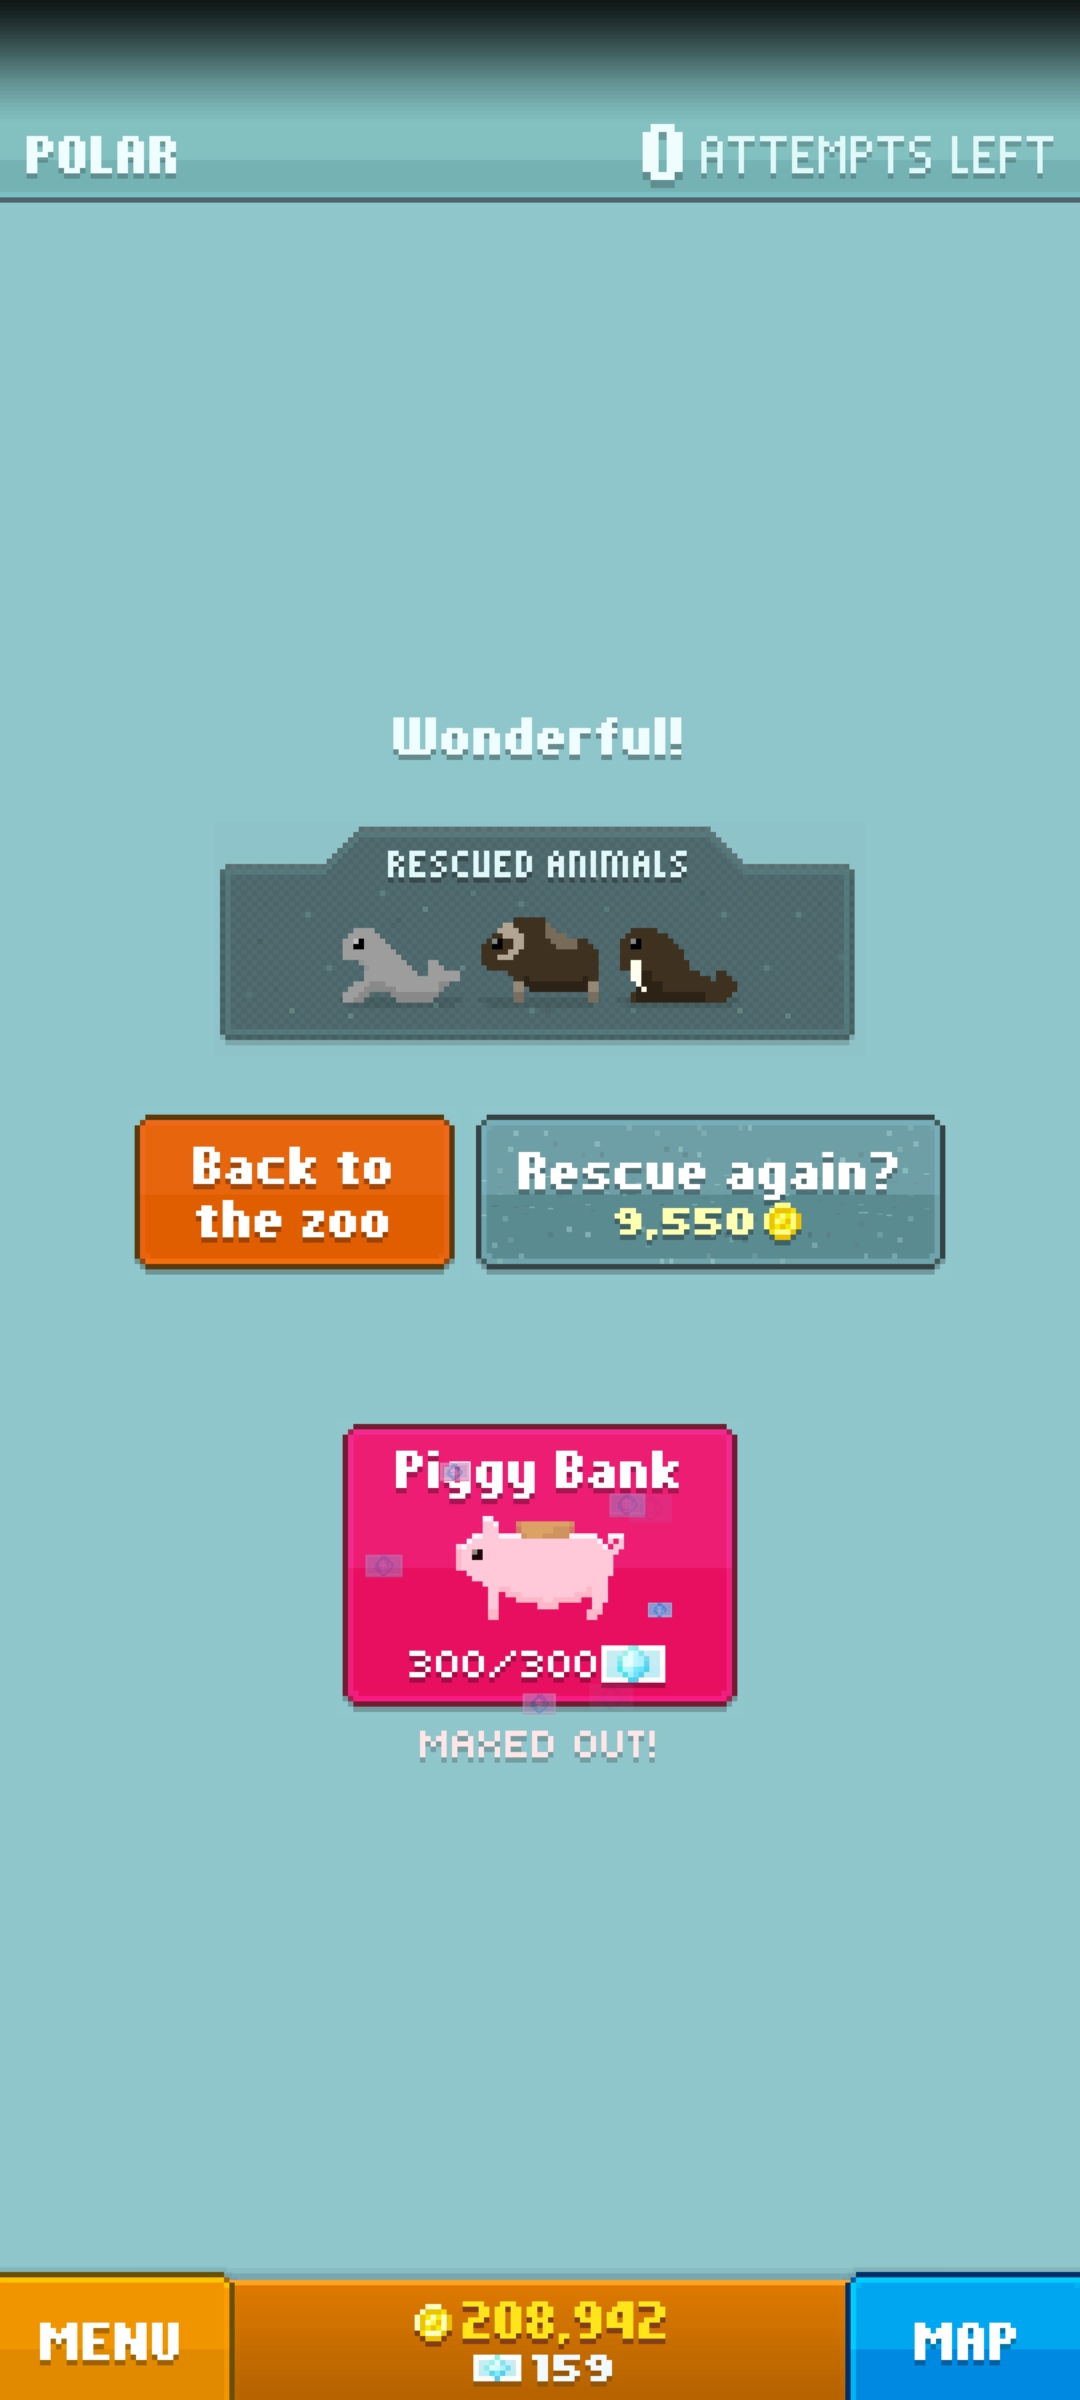 POLAR
0 ATTEMPTS LEFT
Wonderful!
RESCUED ANIMALS
Back to
the zoo
Rescue again?
9,550
Piggy Bank
300/300
MAXED OUT!
MENU
208,942
159
MAP